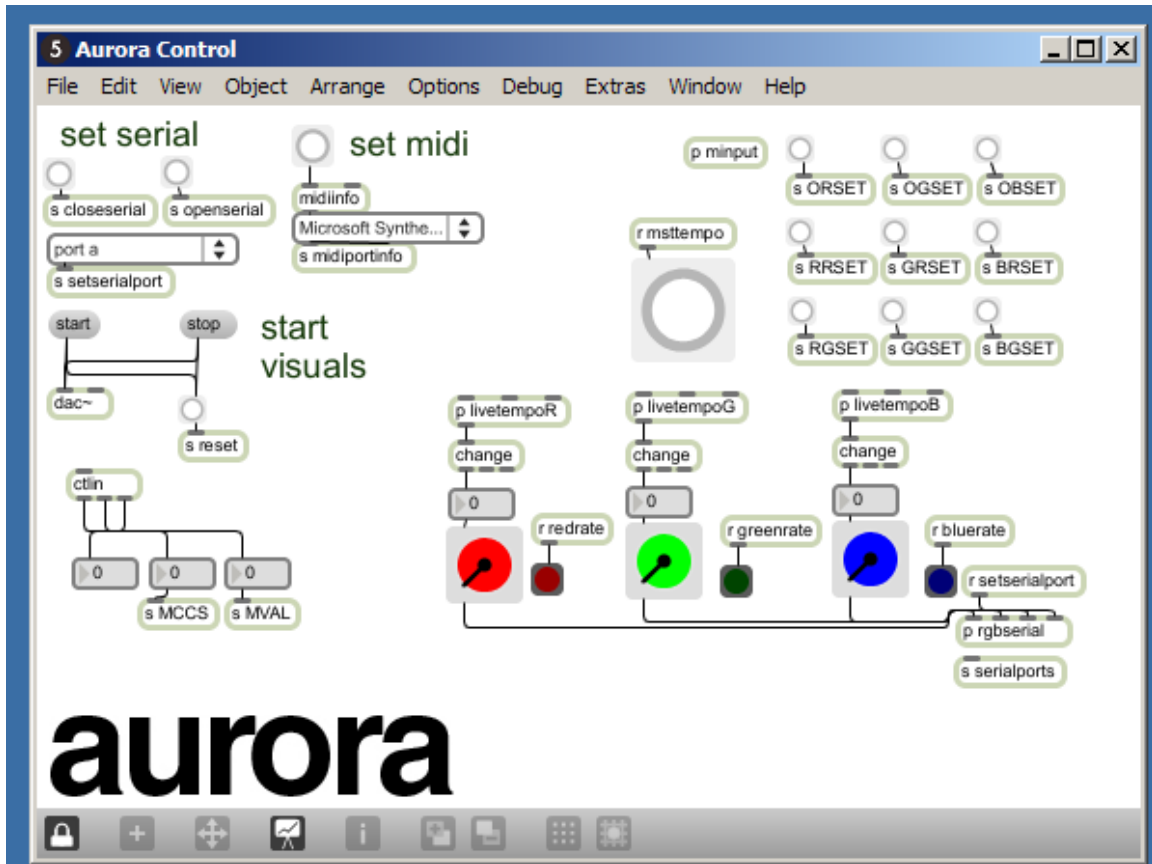 5 Aurora Control
File Edit View Object Arrange Options Debug Extras Window Help
set serial
set midi
p minput
s closeserial
s openserial
midiinfo
s ORSET
s OGSET
s OBSET
port a
Microsoft Synthe...
s midiportinfo
r msttempo
s setserialport
s RRSET
s GRSET
s BRSET
start
stop
start
visuals
s RGSET
s GGSET
s BGSET
dac~
s reset
p livetempoR
p livetempoG
p livetempoB
change
change
change
ctlin
0
0
0
r redrate
r greenrate
r bluerate
0
0
0
r setserialport
s MCCS
s MVAL
p rgbserial
s serialports
aurora
i